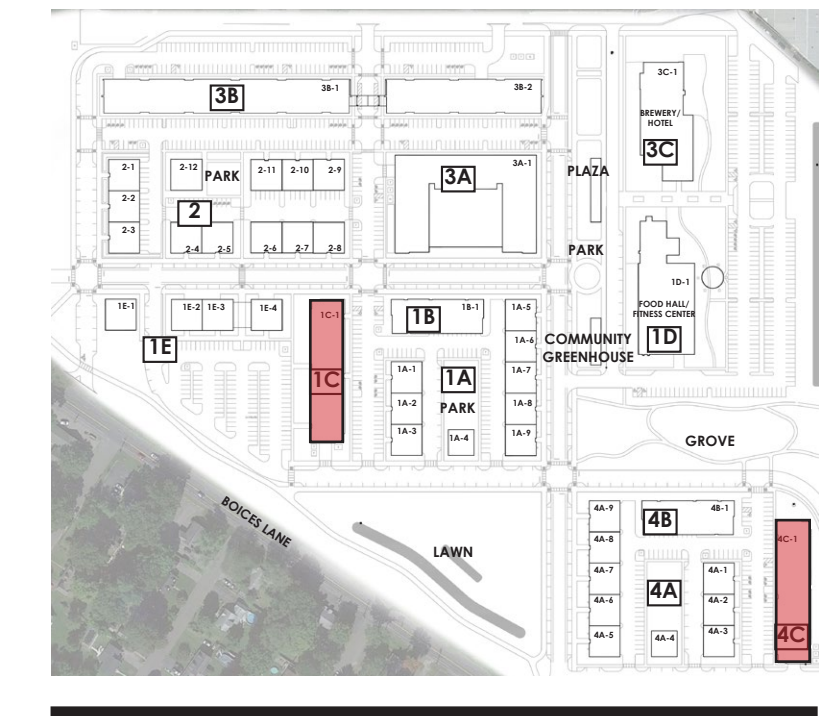 3C-1
3B-1
3B-2
3B
BREWERY/
HOTEL
3C
3A-1
3A
2-1
2-12
PARK
2-11
2-10
2-9
PLAZA
2-2
2
2-3
2-4
2-5
2-6
2-7
2-8
PARK
1D-1
FOOD HALL/
FITNESS CENTER
1D
1E-1
1E-2
1E-3
1E-4
1C-1
1B
1B-1
1A-5
1E
1A-6
COMMUNITY
GREENHOUSE
1C
1A-1
1A
1A-7
1A-2
PARK
1A-8
1A-3
1A-4
1A-9
GROVE
BOICES LANE
LAWN
4A-9
4B
4B-1
4A-8
4C-1
4A-7
4A-1
4A
4A-6
4A-2
4A-5
4A-4
4A-3
4C